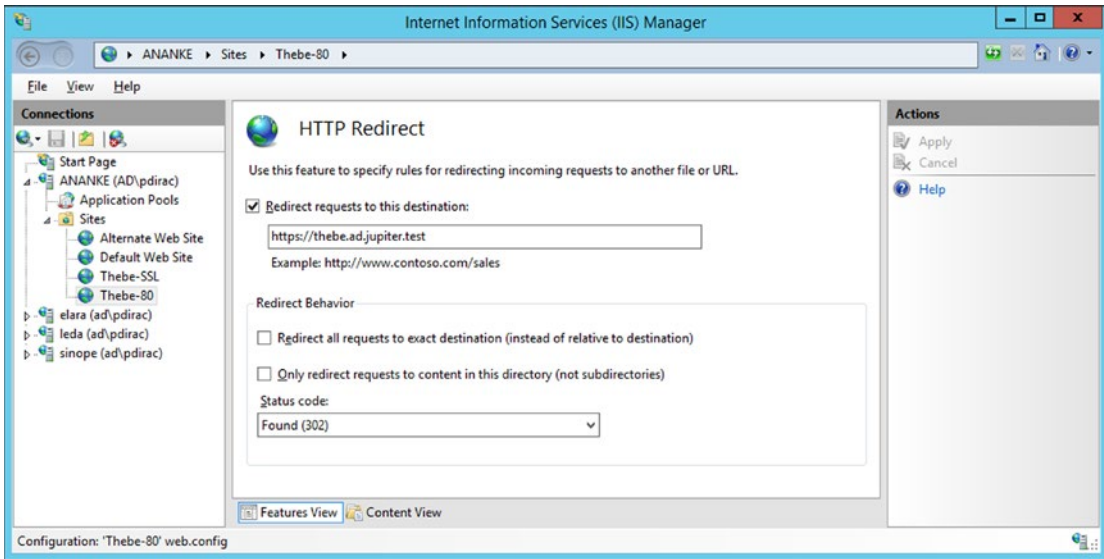 Internet Information Services (IIS) Manager
ANANKE Sites Thebe-80
File View Help
Connections
Start Page
ANANKE (AD\pdirac)
Application Pools
Sites
Alternate Web Site
Default Web Site
Thebe-SSL
Thebe-80
elara (ad\pdirac)
leda (ad\pdirac)
sinope (ad\pdirac)
HTTP Redirect
Use this feature to specify rules for redirecting incoming requests to another file or URL.
Redirect requests to this destination:
https://thebe.ad.jupiter.test
Example: http://www.contoso.com/sales
Redirect Behavior
Redirect all requests to exact destination (instead of relative to destination)
Only redirect requests to content in this directory (not subdirectories)
Status code:
Found (302)
Features View Content View
Actions
Apply
Cancel
Help
Configuration: 'Thebe-80' web.config